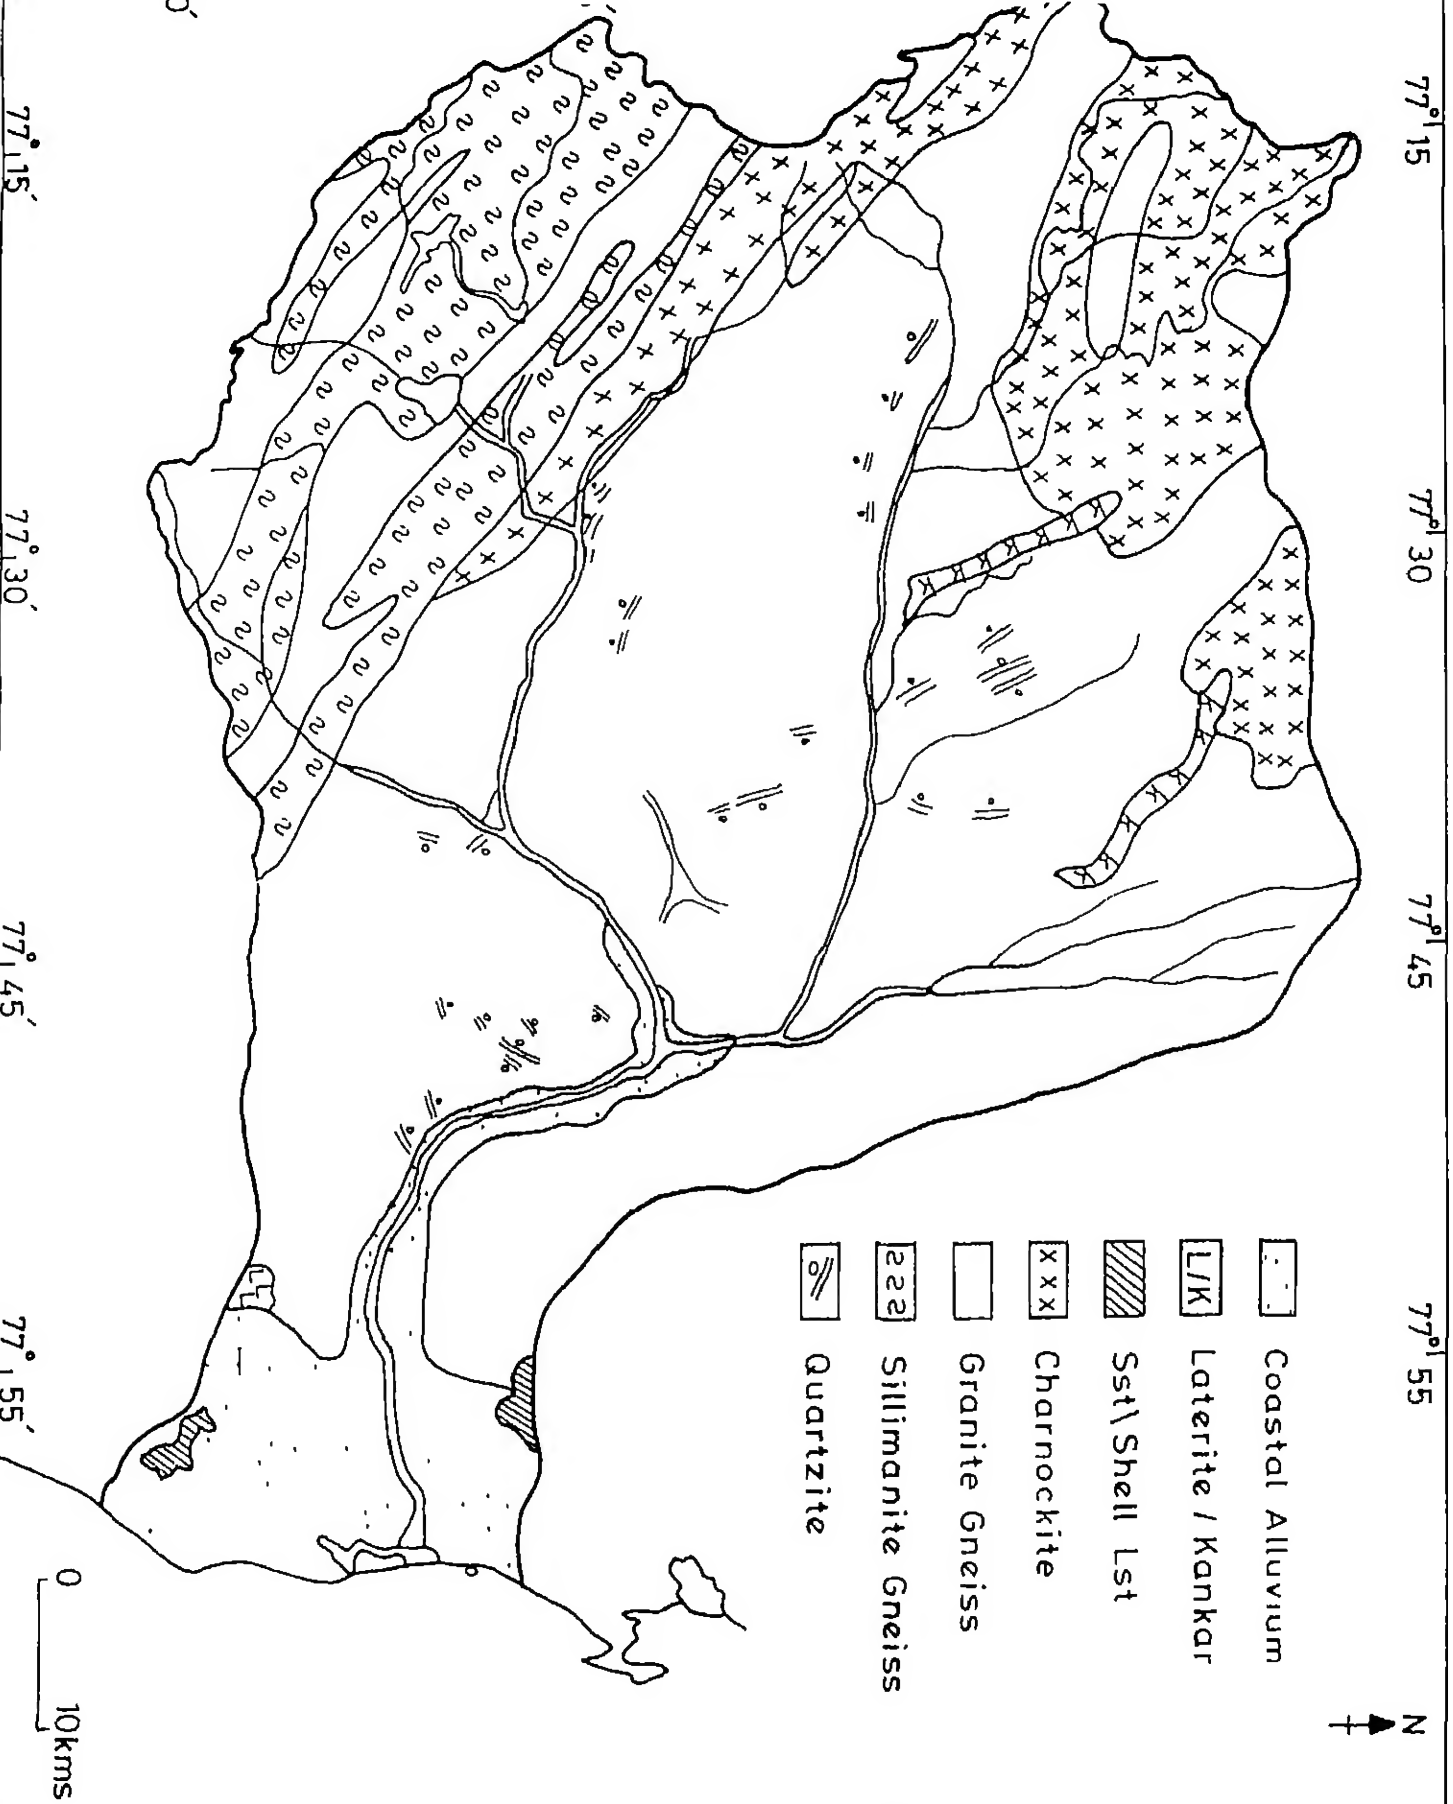 77° 15
77° 30
77° 45
77° 55
N
Coastal Alluvium
L/K Laterite / Kankar
Sst\Shell Lst
x x x Charnockite
Granite Gneiss
Sillimanite Gneiss
Quartzite
0 10kms
77° 15′
77° 30′
77° 45′
77° 55′